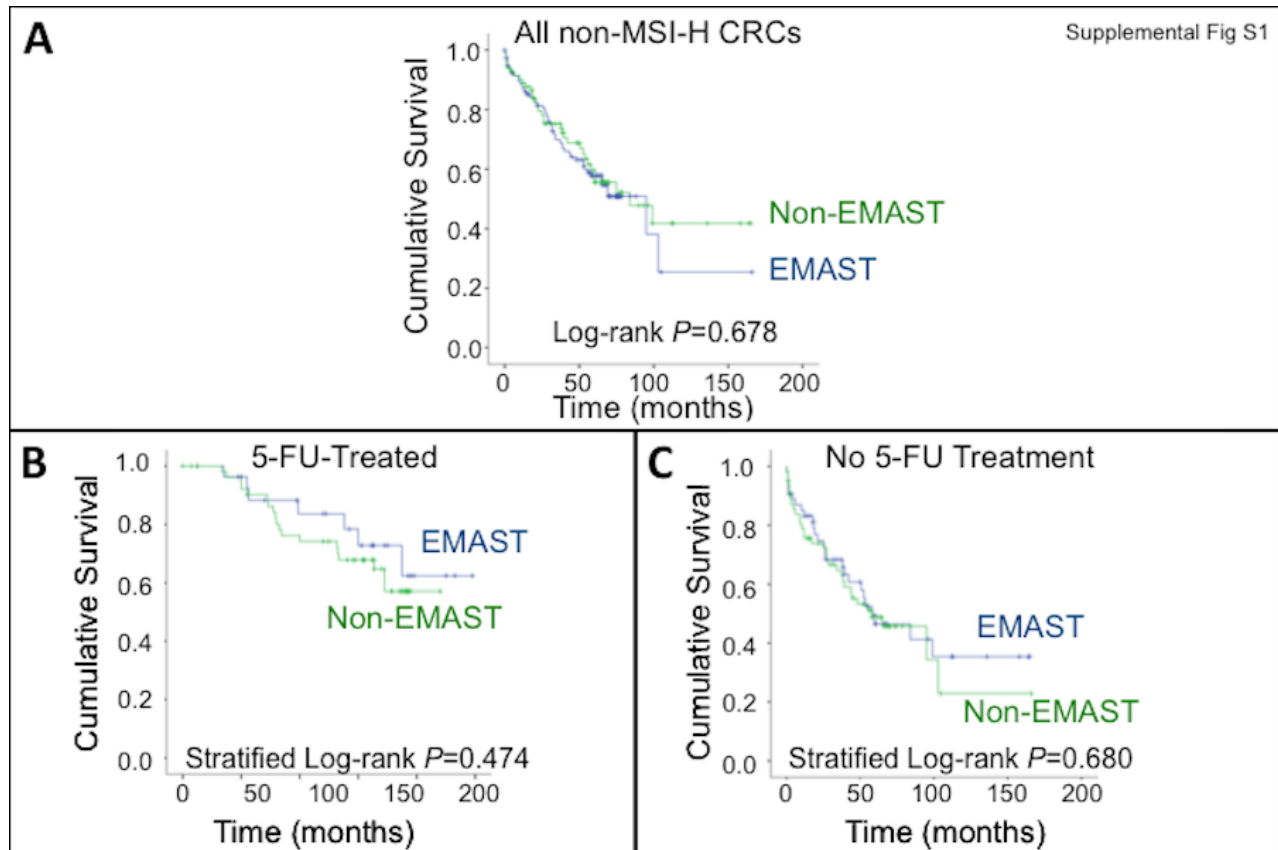 A
All non-MSI-H CRCs
Supplemental Fig S1
Cumulative Survival
1.0
0.8
0.6
0.4
0.2
0.0
Non-EMAST
EMAST
Log-rank P=0.678
0 50 100 150 200
Time (months)
B
5-FU-Treated
Cumulative Survival
1.0
0.8
0.6
0.4
0.2
0.0
EMAST
Non-EMAST
Stratified Log-rank P=0.474
0 50 100 150 200
Time (months)
C
No 5-FU Treatment
Cumulative Survival
1.0
0.8
0.6
0.4
0.2
0.0
EMAST
Non-EMAST
Stratified Log-rank P=0.680
0 50 100 150 200
Time (months)